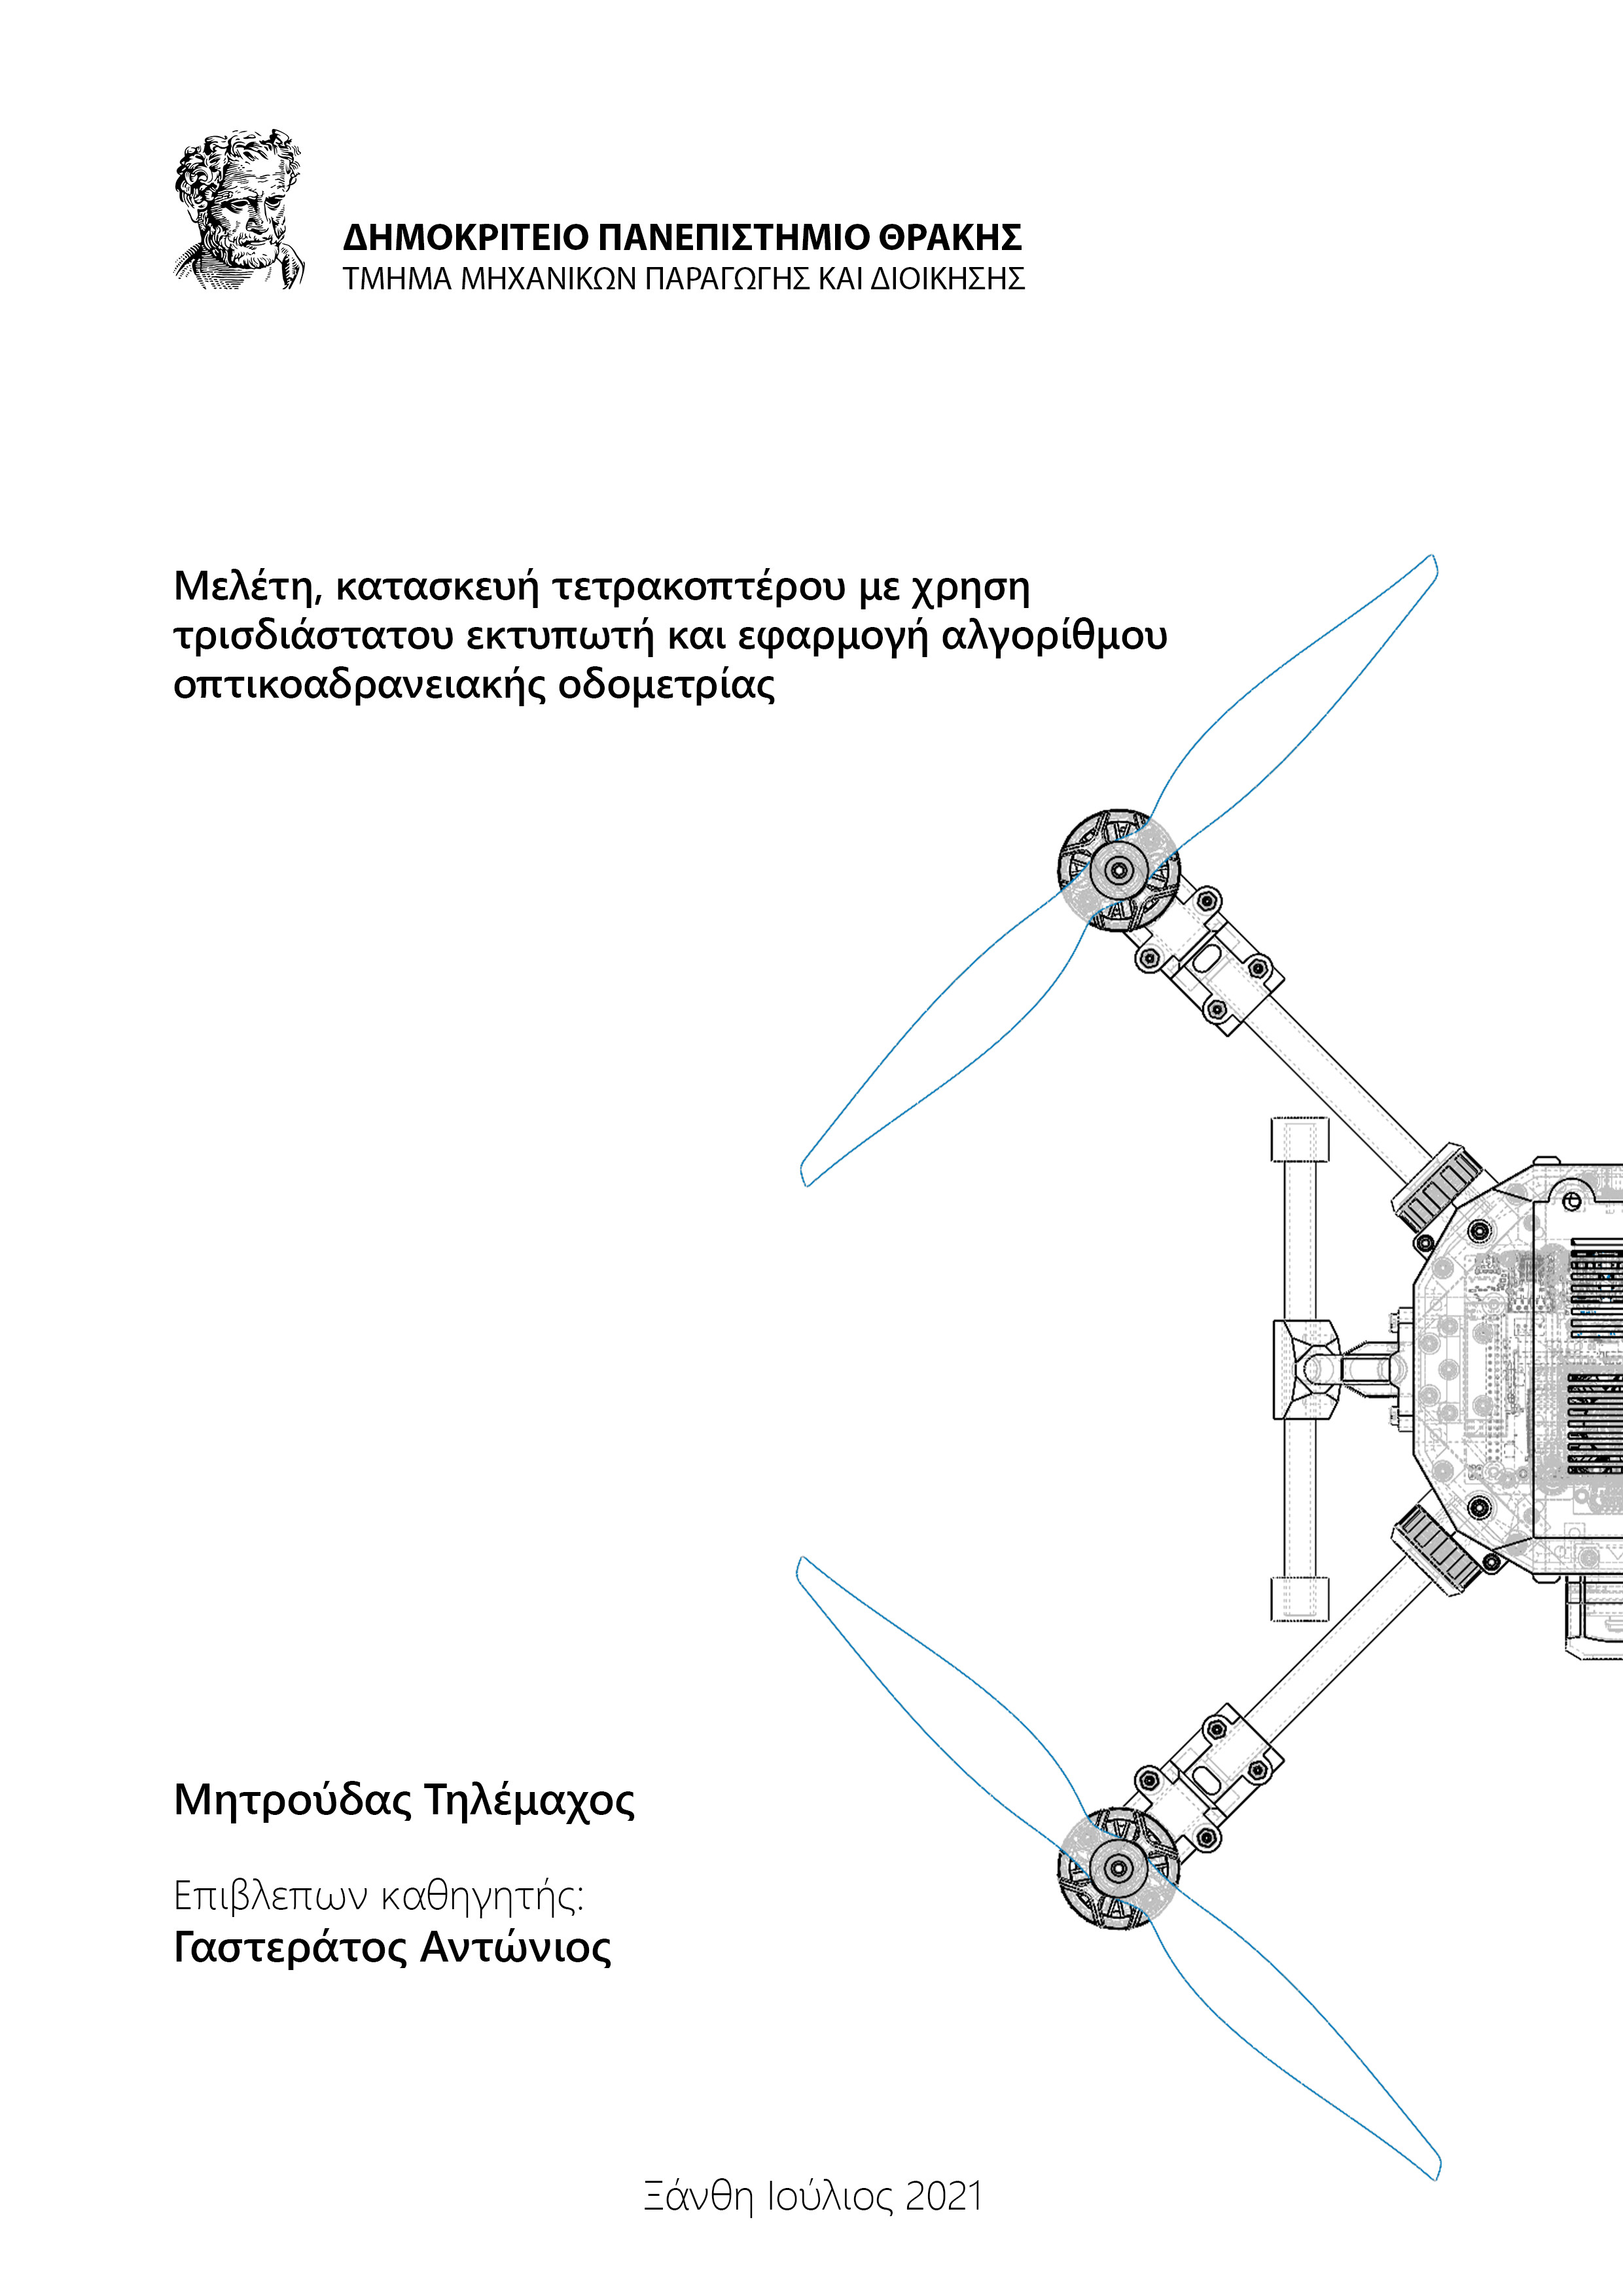 ΔΗΜΟΚΡΙΤΕΙΟ ΠΑΝΕΠΙΣΤΗΜΙΟ ΘΡΑΚΗΣ
ΤΜΗΜΑ ΜΗΧΑΝΙΚΩΝ ΠΑΡΑΓΩΓΗΣ ΚΑΙ ΔΙΟΙΚΗΣΗΣ
Μελέτη, κατασκευή τετρακοπτέρου με χρηση
τρισδιάστατου εκτυπωτή και εφαρμογή αλγορίθμου
οπτικοαδρανειακής οδομετρίας
Μητρούδας Τηλέμαχος
Επιβλεπων καθηγητής:
Γαστεράτος Αντώνιος
Ξάνθη Ιούλιος 2021